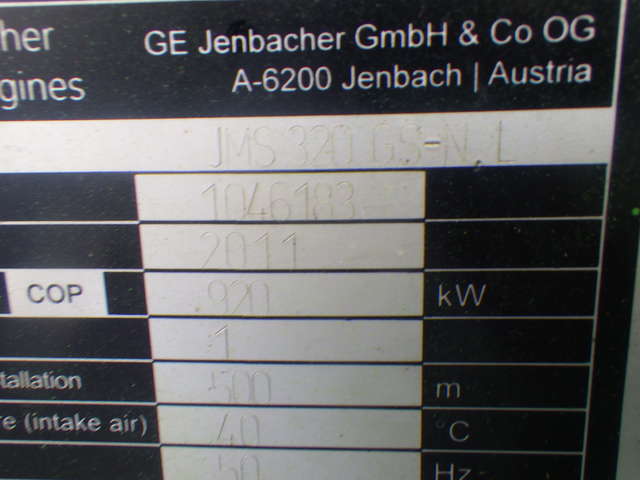 her GE Jenbacher GmbH & Co OG
gines A-6200 Jenbach | Austria
JMS 320 GS-N.L
1046183
2011
COP 920 kW
1
tallation 500 m
re (intake air) 40 °C
50 Hz